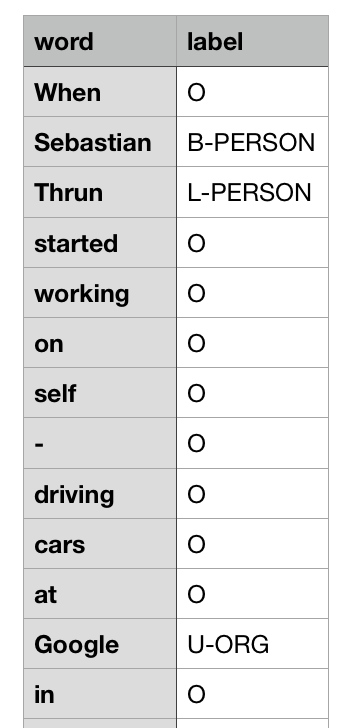 word label
When O
Sebastian B-PERSON
Thrun L-PERSON
started O
working O
on O
self O
- O
driving O
cars O
at O
Google U-ORG
in O